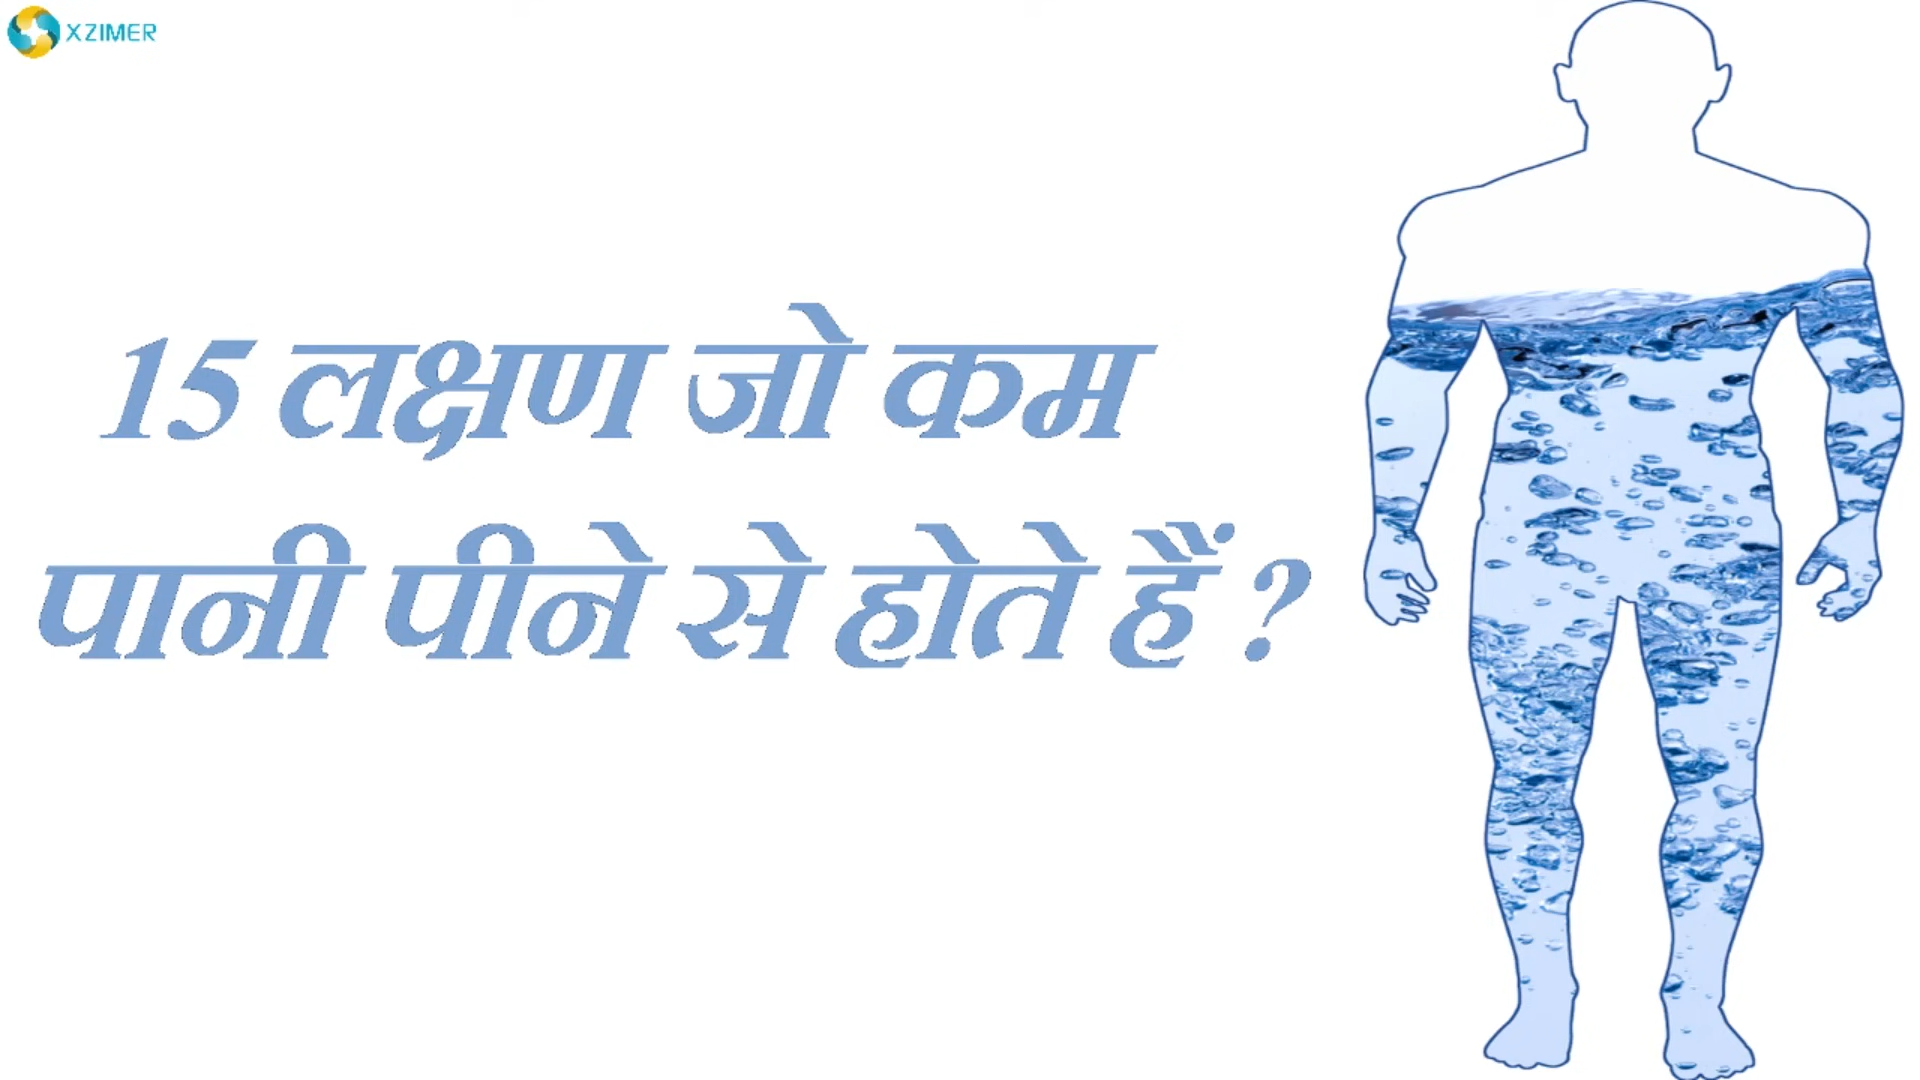 XZIMER
15 लक्षण जो कम
पानी पीने से होते हैं ?